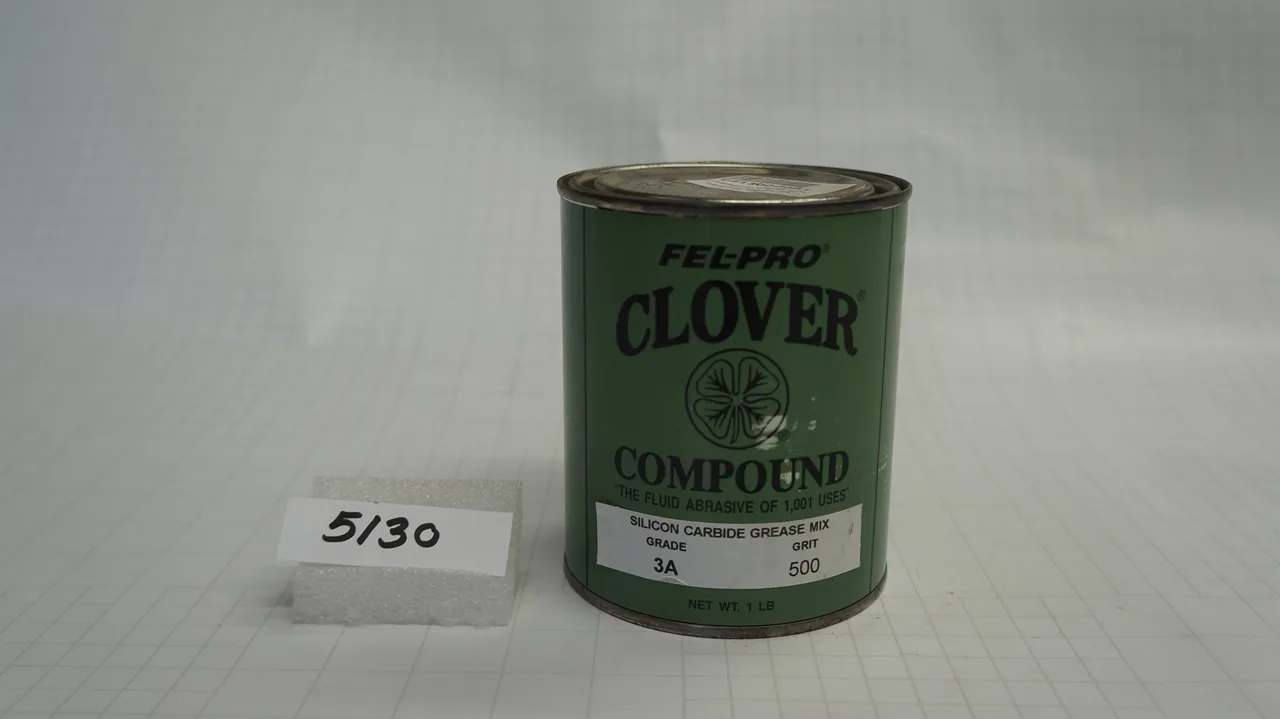 FEL-PRO®
CLOVER®
COMPOUND
"THE FLUID ABRASIVE OF 1,001 USES"
SILICON CARBIDE GREASE MIX
GRADE GRIT
3A 500
NET WT. 1 LB
5130